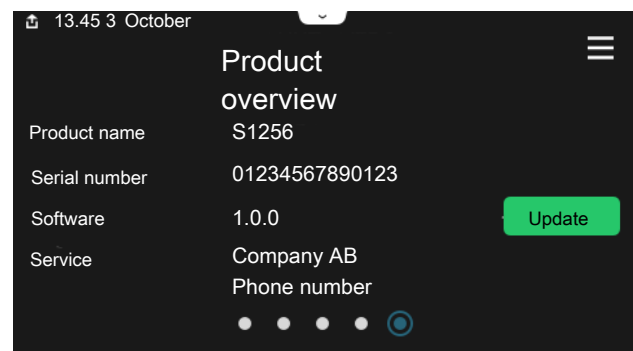 13.45 3 October
Product
overview
Product name S1256
Serial number 01234567890123
Software 1.0.0 Update
Service Company AB
Phone number